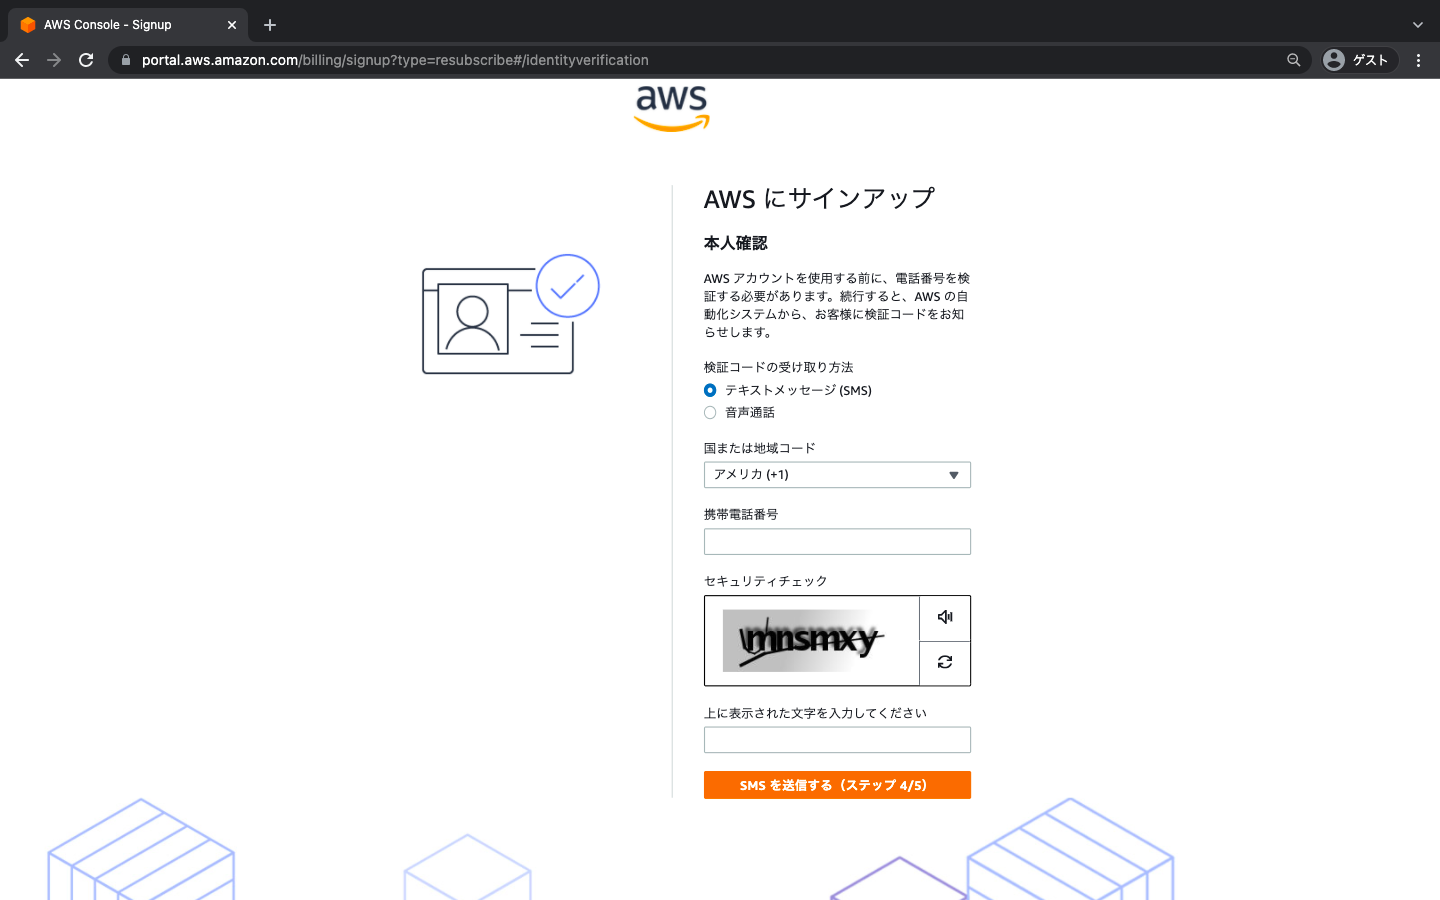 AWS Console - Signup
portal.aws.amazon.com/billing/signup?type=resubscribe#/identityverification
ゲスト
aws
AWS にサインアップ
本人確認
AWS アカウントを使用する前に、電話番号を検
証する必要があります。続行すると、AWS の自
動化システムから、お客様に検証コードをお知
らせします。
検証コードの受け取り方法
テキストメッセージ (SMS)
音声通話
国または地域コード
アメリカ (+1)
携帯電話番号
セキュリティチェック
上に表示された文字を入力してください
SMS を送信する（ステップ 4/5）